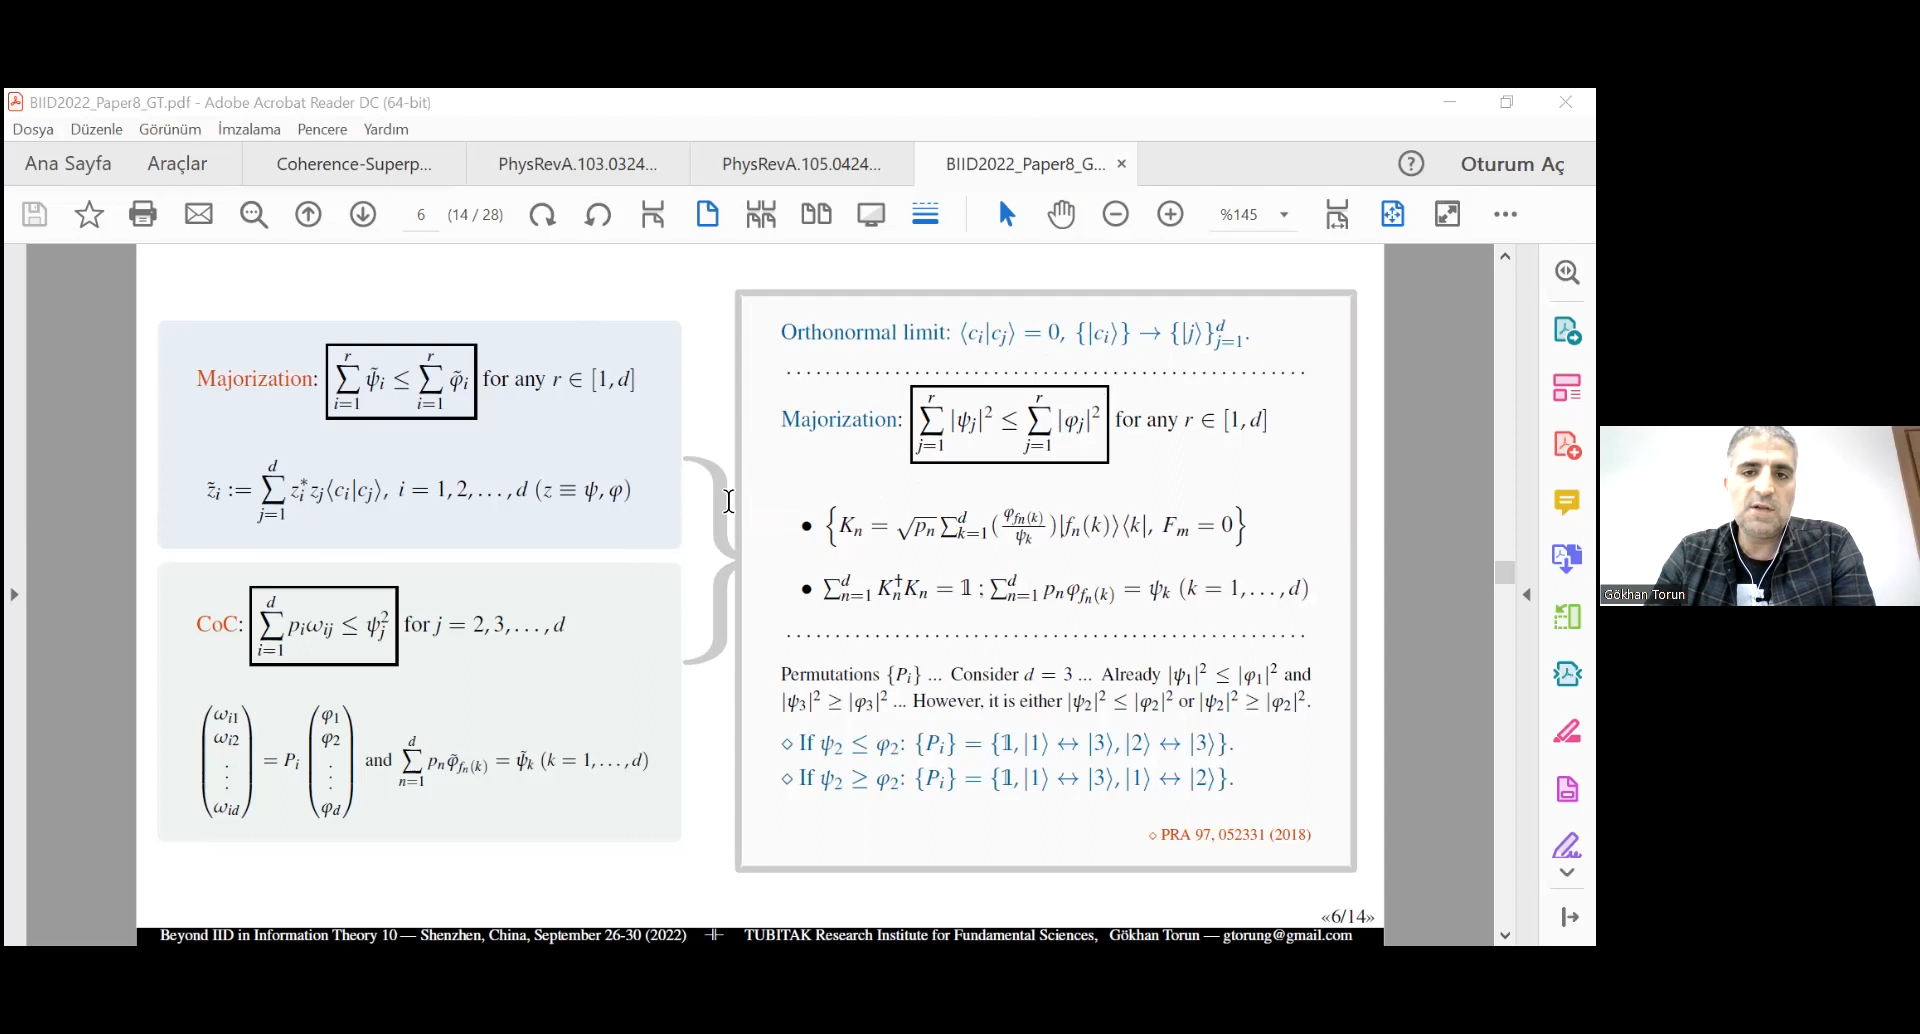 BIID2022_Paper8_GT.pdf - Adobe Acrobat Reader DC (64-bit)
Dosya Düzenle Görünüm İmzalama Pencere Yardım
Ana Sayfa Araçlar Coherence-Superp... PhysRevA.103.0324... PhysRevA.105.0424... BIID2022_Paper8_G... × ? Oturum Aç
6 (14 / 28) %145
Majorization: ∑_{i=1}^{r} ψ̃_i ≤ ∑_{i=1}^{r} φ̃_i for any r ∈ [1, d]
z̃_i := ∑_{j=1}^{d} z_i^* z_j ⟨c_i|c_j⟩, i = 1, 2, . . . , d (z ≡ ψ, φ)
CoC: ∑_{i=1}^{d} p_i ω_{ij} ≤ ψ_j^2 for j = 2, 3, . . . , d
(ω_{i1} ω_{i2} . . . ω_{id}) = P_i (φ_1 φ_2 . . . φ_d) and ∑_{n=1}^{d} p_n φ̃_{f_n(k)} = ψ̃_k (k = 1, . . . , d)
Orthonormal limit: ⟨c_i|c_j⟩ = 0, {|c_i⟩} → {|j⟩}_{j=1}^{d}.
Majorization: ∑_{j=1}^{r} |ψ_j|^2 ≤ ∑_{j=1}^{r} |φ_j|^2 for any r ∈ [1, d]
• {K_n = √p_n ∑_{k=1}^{d} (φ_{f_n(k)}/ψ_k) |f_n(k)⟩⟨k|, F_m = 0}
• ∑_{n=1}^{d} K_n^† K_n = 𝟙 ; ∑_{n=1}^{d} p_n φ_{f_n(k)} = ψ_k (k = 1, . . . , d)
Permutations {P_i} ... Consider d = 3 ... Already |ψ_1|^2 ≤ |φ_1|^2 and
|ψ_3|^2 ≥ |φ_3|^2 ... However, it is either |ψ_2|^2 ≤ |φ_2|^2 or |ψ_2|^2 ≥ |φ_2|^2.
⋄ If ψ_2 ≤ φ_2: {P_i} = {𝟙, |1⟩ ↔ |3⟩, |2⟩ ↔ |3⟩}.
⋄ If ψ_2 ≥ φ_2: {P_i} = {𝟙, |1⟩ ↔ |3⟩, |1⟩ ↔ |2⟩}.
⋄ PRA 97, 052331 (2018)
«6/14»
Beyond IID in Information Theory 10 — Shenzhen, China, September 26-30 (2022) ⊣⊢ TUBITAK Research Institute for Fundamental Sciences, Gökhan Torun — gtorung@gmail.com
Gökhan Torun